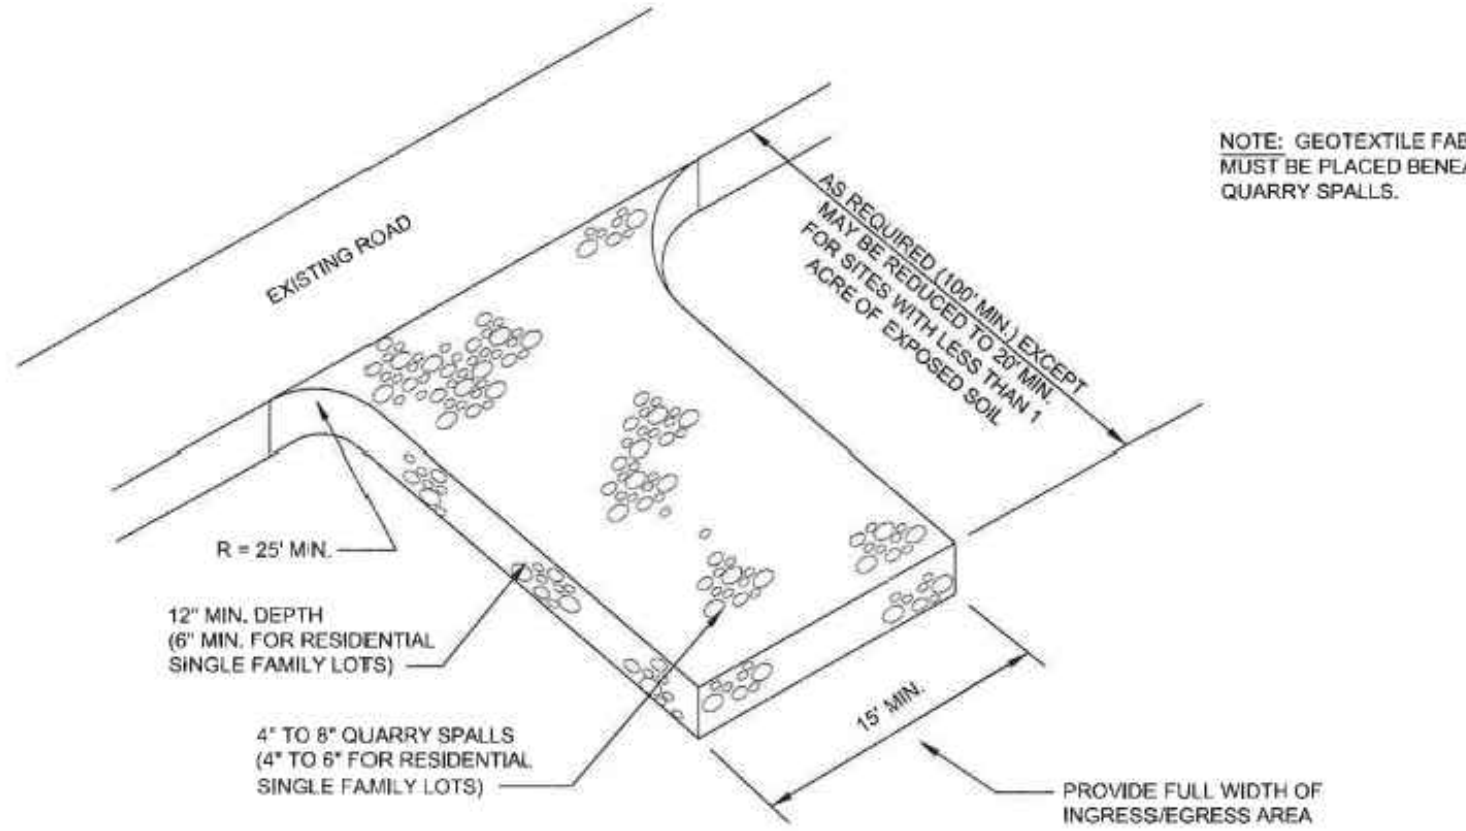 NOTE: GEOTEXTILE
MUST BE PLACED
QUARRY SPALLS.
AS REQUIRED (100' MIN.) EXCEPT
MAY BE REDUCED TO 20' MIN.
FOR SITES WITH LESS THAN 1
ACRE OF EXPOSED SOIL
EXISTING ROAD
R = 25' MIN.
12" MIN. DEPTH
(6" MIN. FOR RESIDENTIAL
SINGLE FAMILY LOTS)
4" TO 8" QUARRY SPALLS
(4" TO 6" FOR RESIDENTIAL
SINGLE FAMILY LOTS)
15' MIN.
PROVIDE FULL WIDTH OF
INGRESS/EGRESS AREA